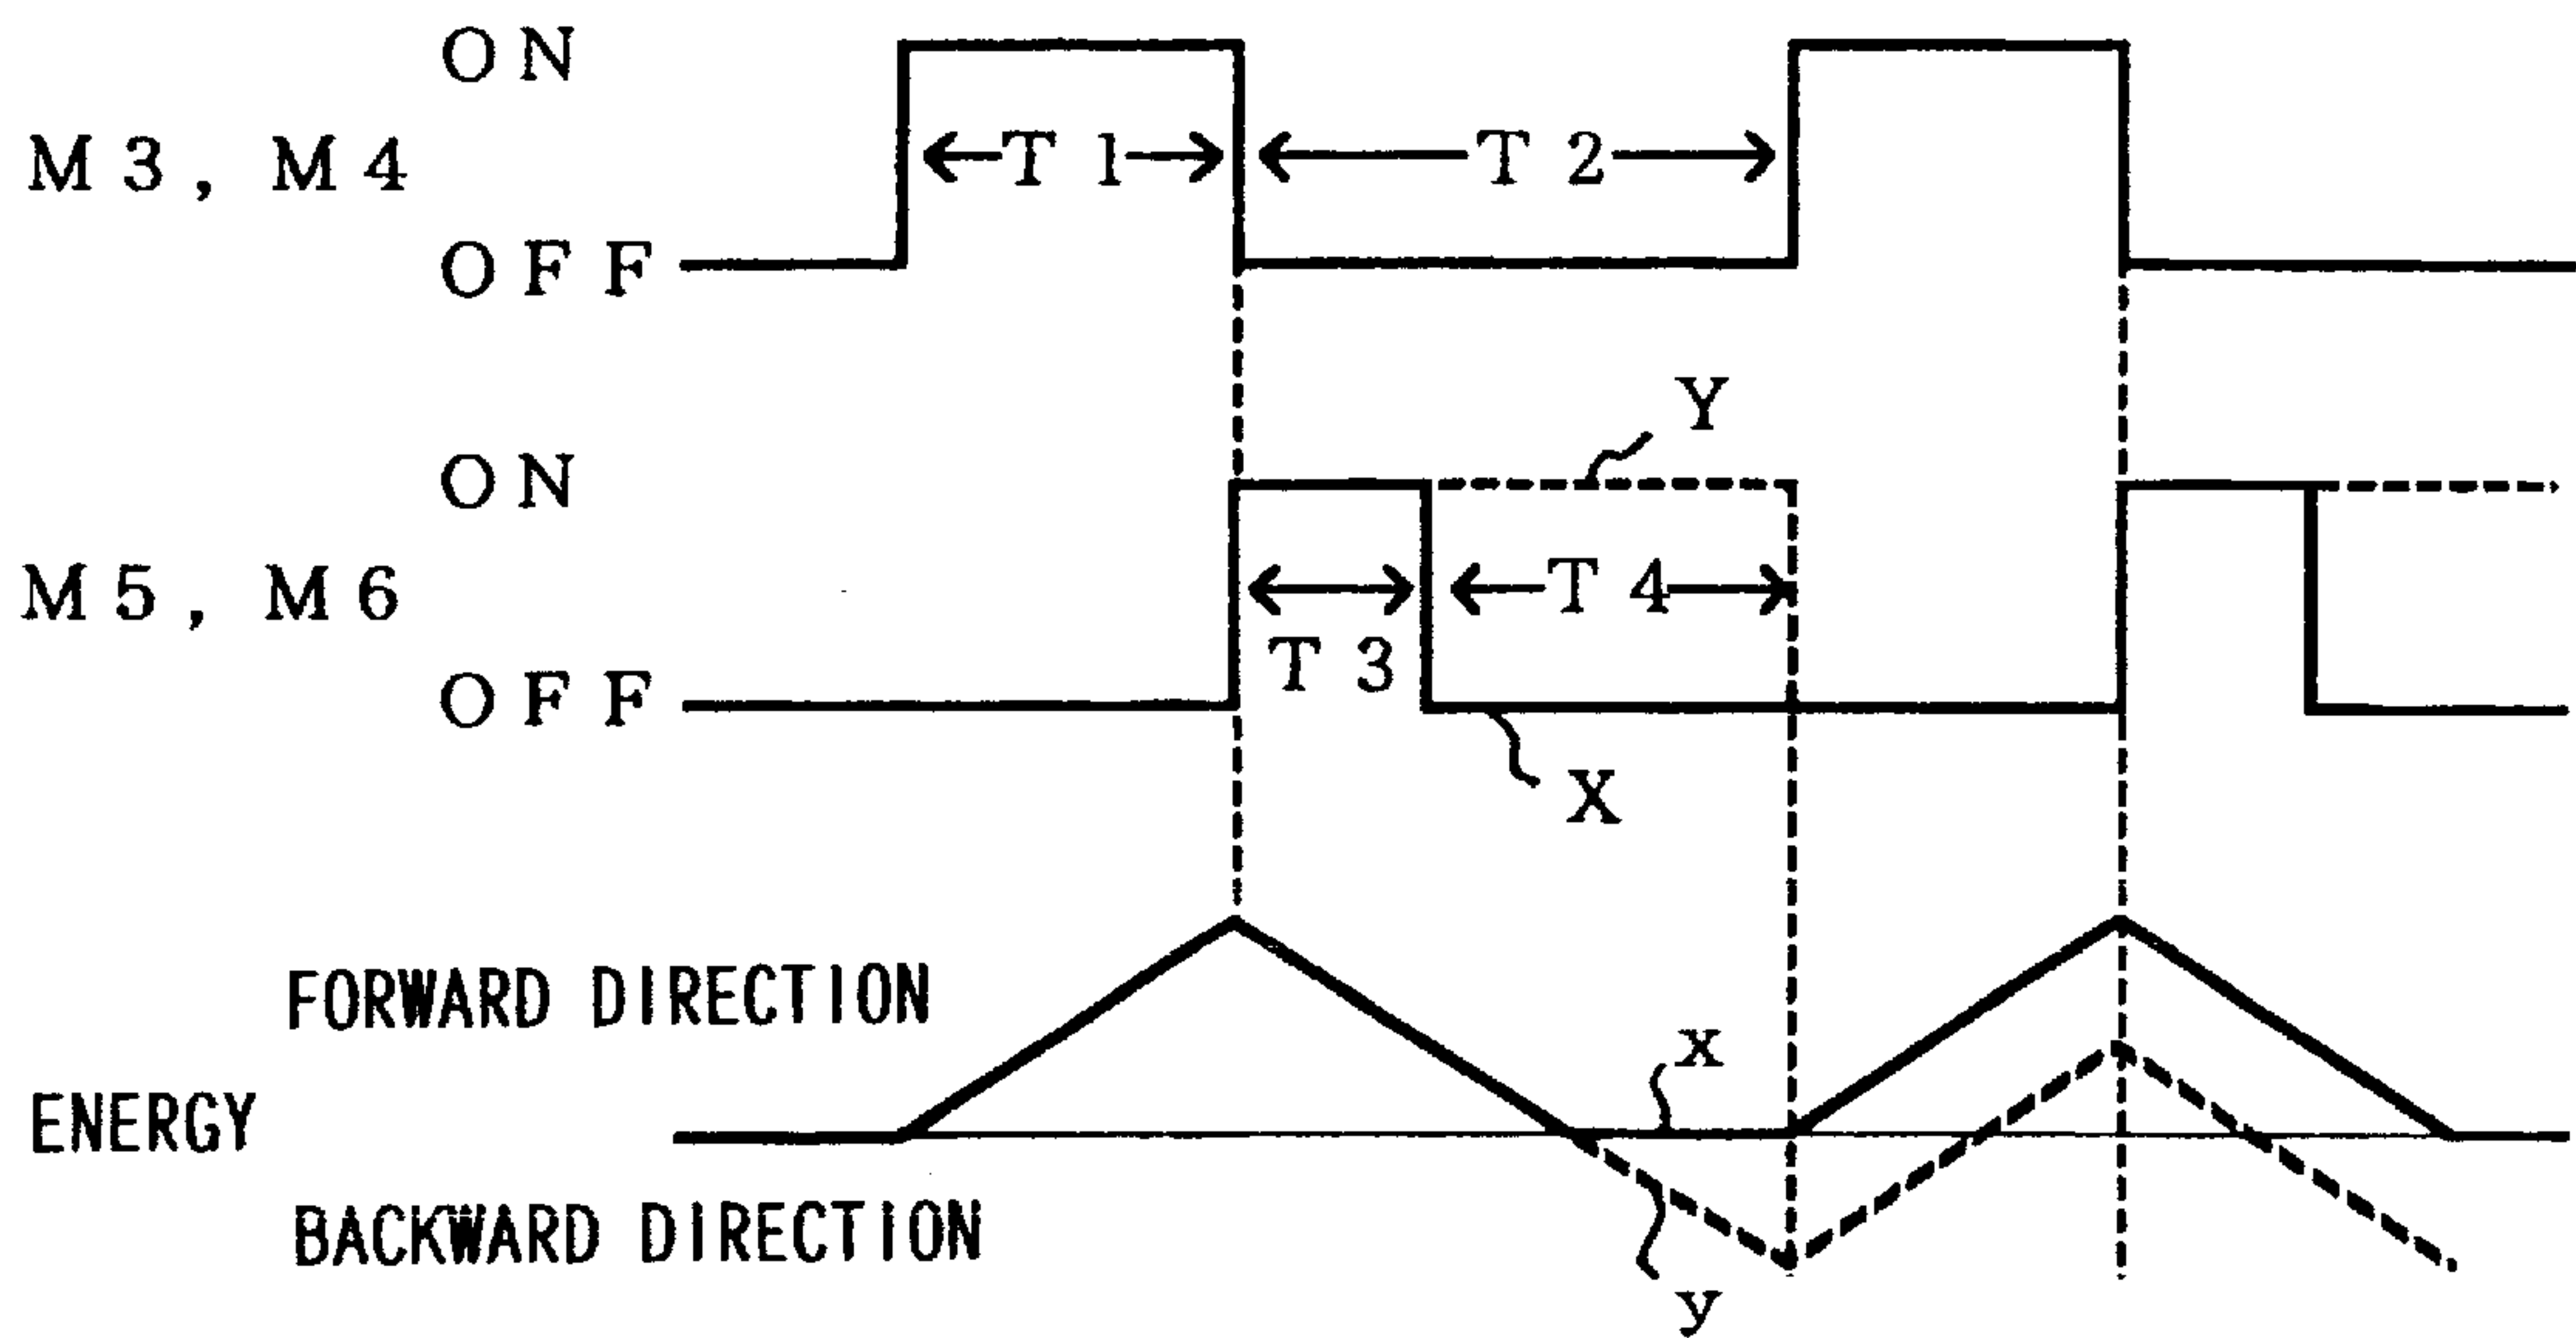 ON
M3, M4
T1
T2
OFF
Y
ON
M5, M6
T4
T3
OFF
X
FORWARD DIRECTION
x
ENERGY
BACKWARD DIRECTION
y